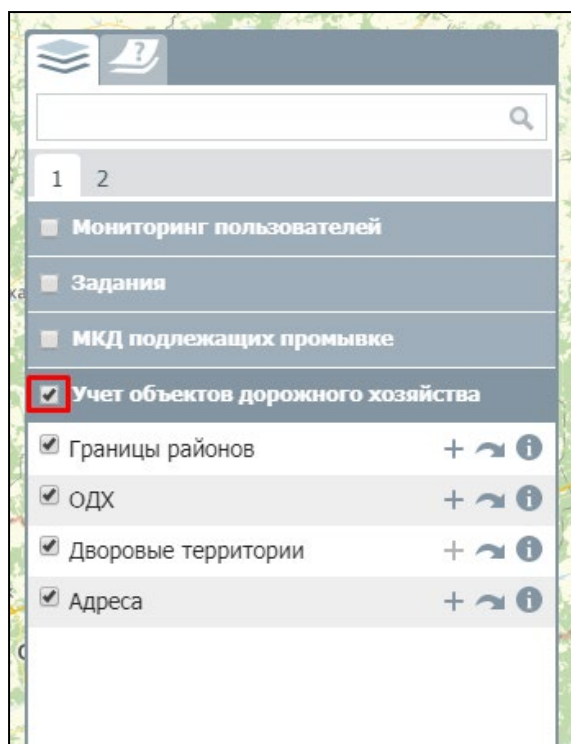 1 2
Мониторинг пользователей
Задания
МКД подлежащих промывке
Учет объектов дорожного хозяйства
Границы районов
ОДХ
Дворовые территории
Адреса